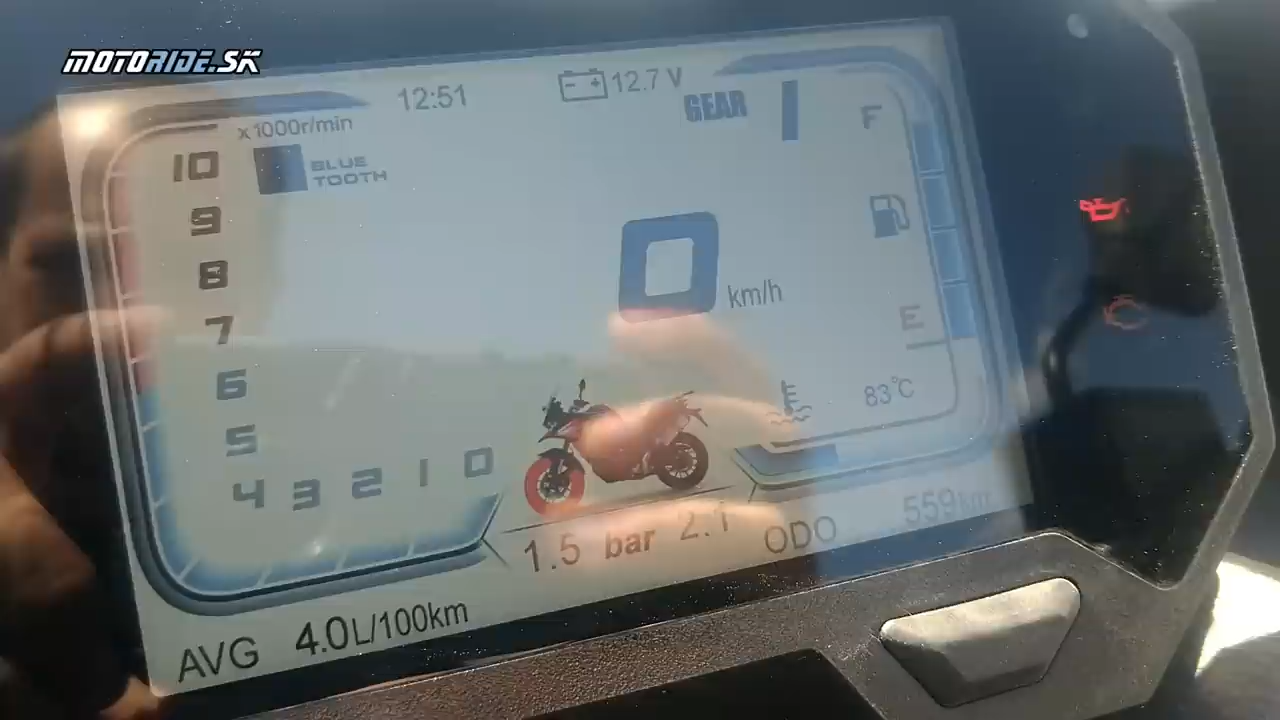 MOTORIDE.SK
12:51
12.7 V
x1000r/min
GEAR
F
BLUE
TOOTH
10
9
8
7
6
5
4 3 2 1 0
0 km/h
E
83°C
1.5 bar 2.1
ODO 559km
AVG 4.0L/100km